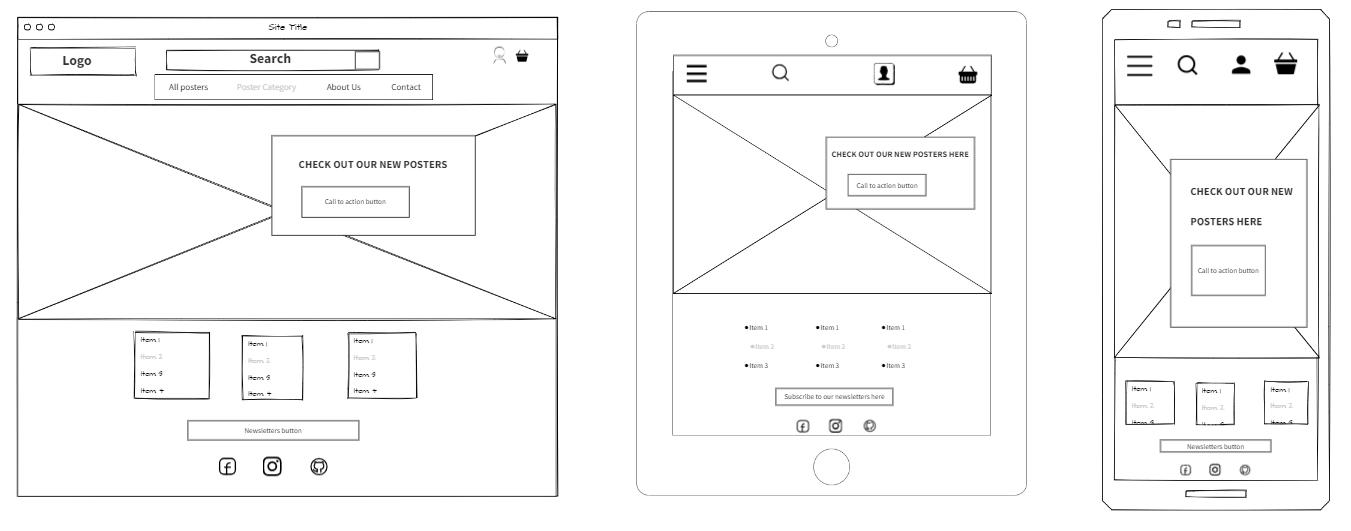 Site Title
Logo
Search
All posters Poster Category About Us Contact
CHECK OUT OUR NEW POSTERS
Call to action button
Item 1 Item 1 Item 1
Item 2 Item 2 Item 2
Item 3 Item 3 Item 3
Item 4 Item 4 Item 4
Newsletters button
CHECK OUT OUR NEW POSTERS HERE
Call to action button
Item 1 Item 1 Item 1
Item 2 Item 2 Item 2
Item 3 Item 3 Item 3
Subscribe to our newsletters here
CHECK OUT OUR NEW
POSTERS HERE
Call to action button
Item 1 Item 1 Item 1
Item 2 Item 2 Item 2
Item 3 Item 3
Newsletters button